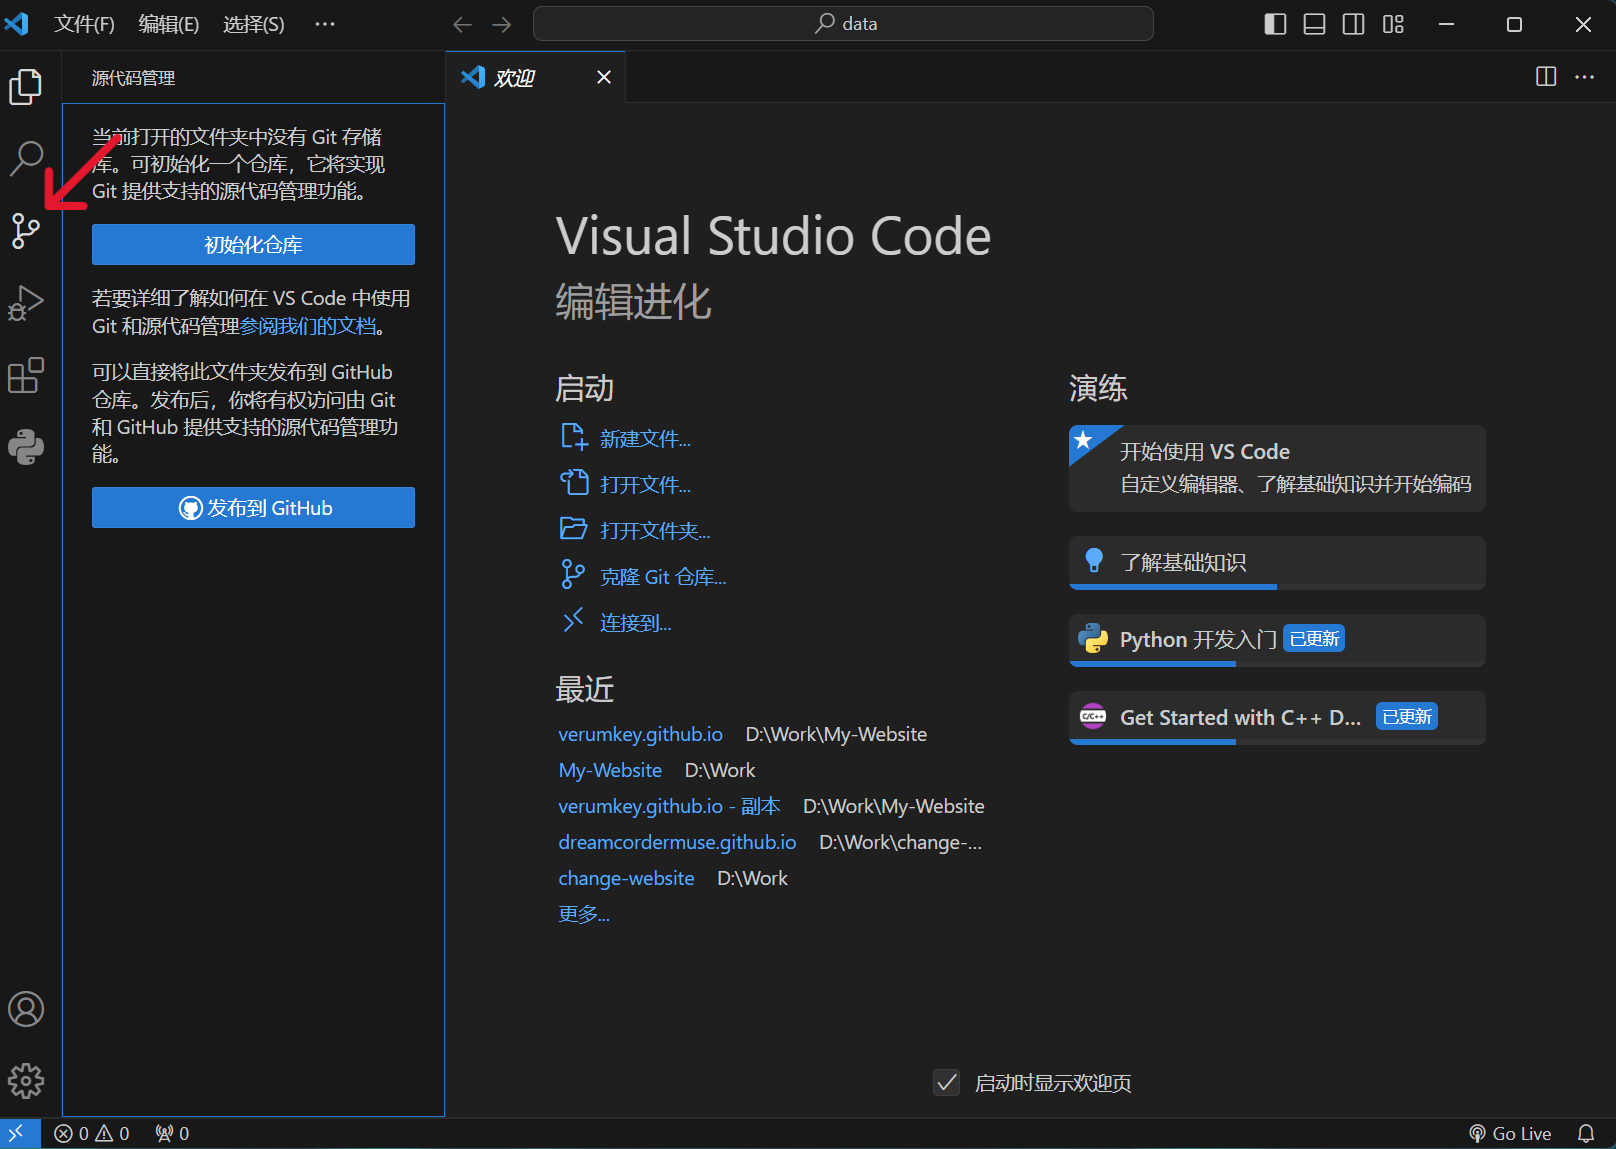 文件(F) 编辑(E) 选择(S) ···
data
源代码管理
欢迎
当前打开的文件夹中没有 Git 存储
库。可初始化一个仓库，它将实现
Git 提供支持的源代码管理功能。
初始化仓库
若要详细了解如何在 VS Code 中使用
Git 和源代码管理参阅我们的文档。
可以直接将此文件夹发布到 GitHub
仓库。发布后，你将有权访问由 Git
和 GitHub 提供支持的源代码管理功
能。
发布到 GitHub
Visual Studio Code
编辑进化
启动
新建文件...
打开文件...
打开文件夹...
克隆 Git 仓库...
连接到...
最近
verumkey.github.io D:\Work\My-Website
My-Website D:\Work
verumkey.github.io - 副本 D:\Work\My-Website
dreamcordermuse.github.io D:\Work\change-...
change-website D:\Work
更多...
演练
开始使用 VS Code
自定义编辑器、了解基础知识并开始编码
了解基础知识
Python 开发入门 已更新
C/C++ Get Started with C++ D... 已更新
启动时显示欢迎页
0 0 0
Go Live